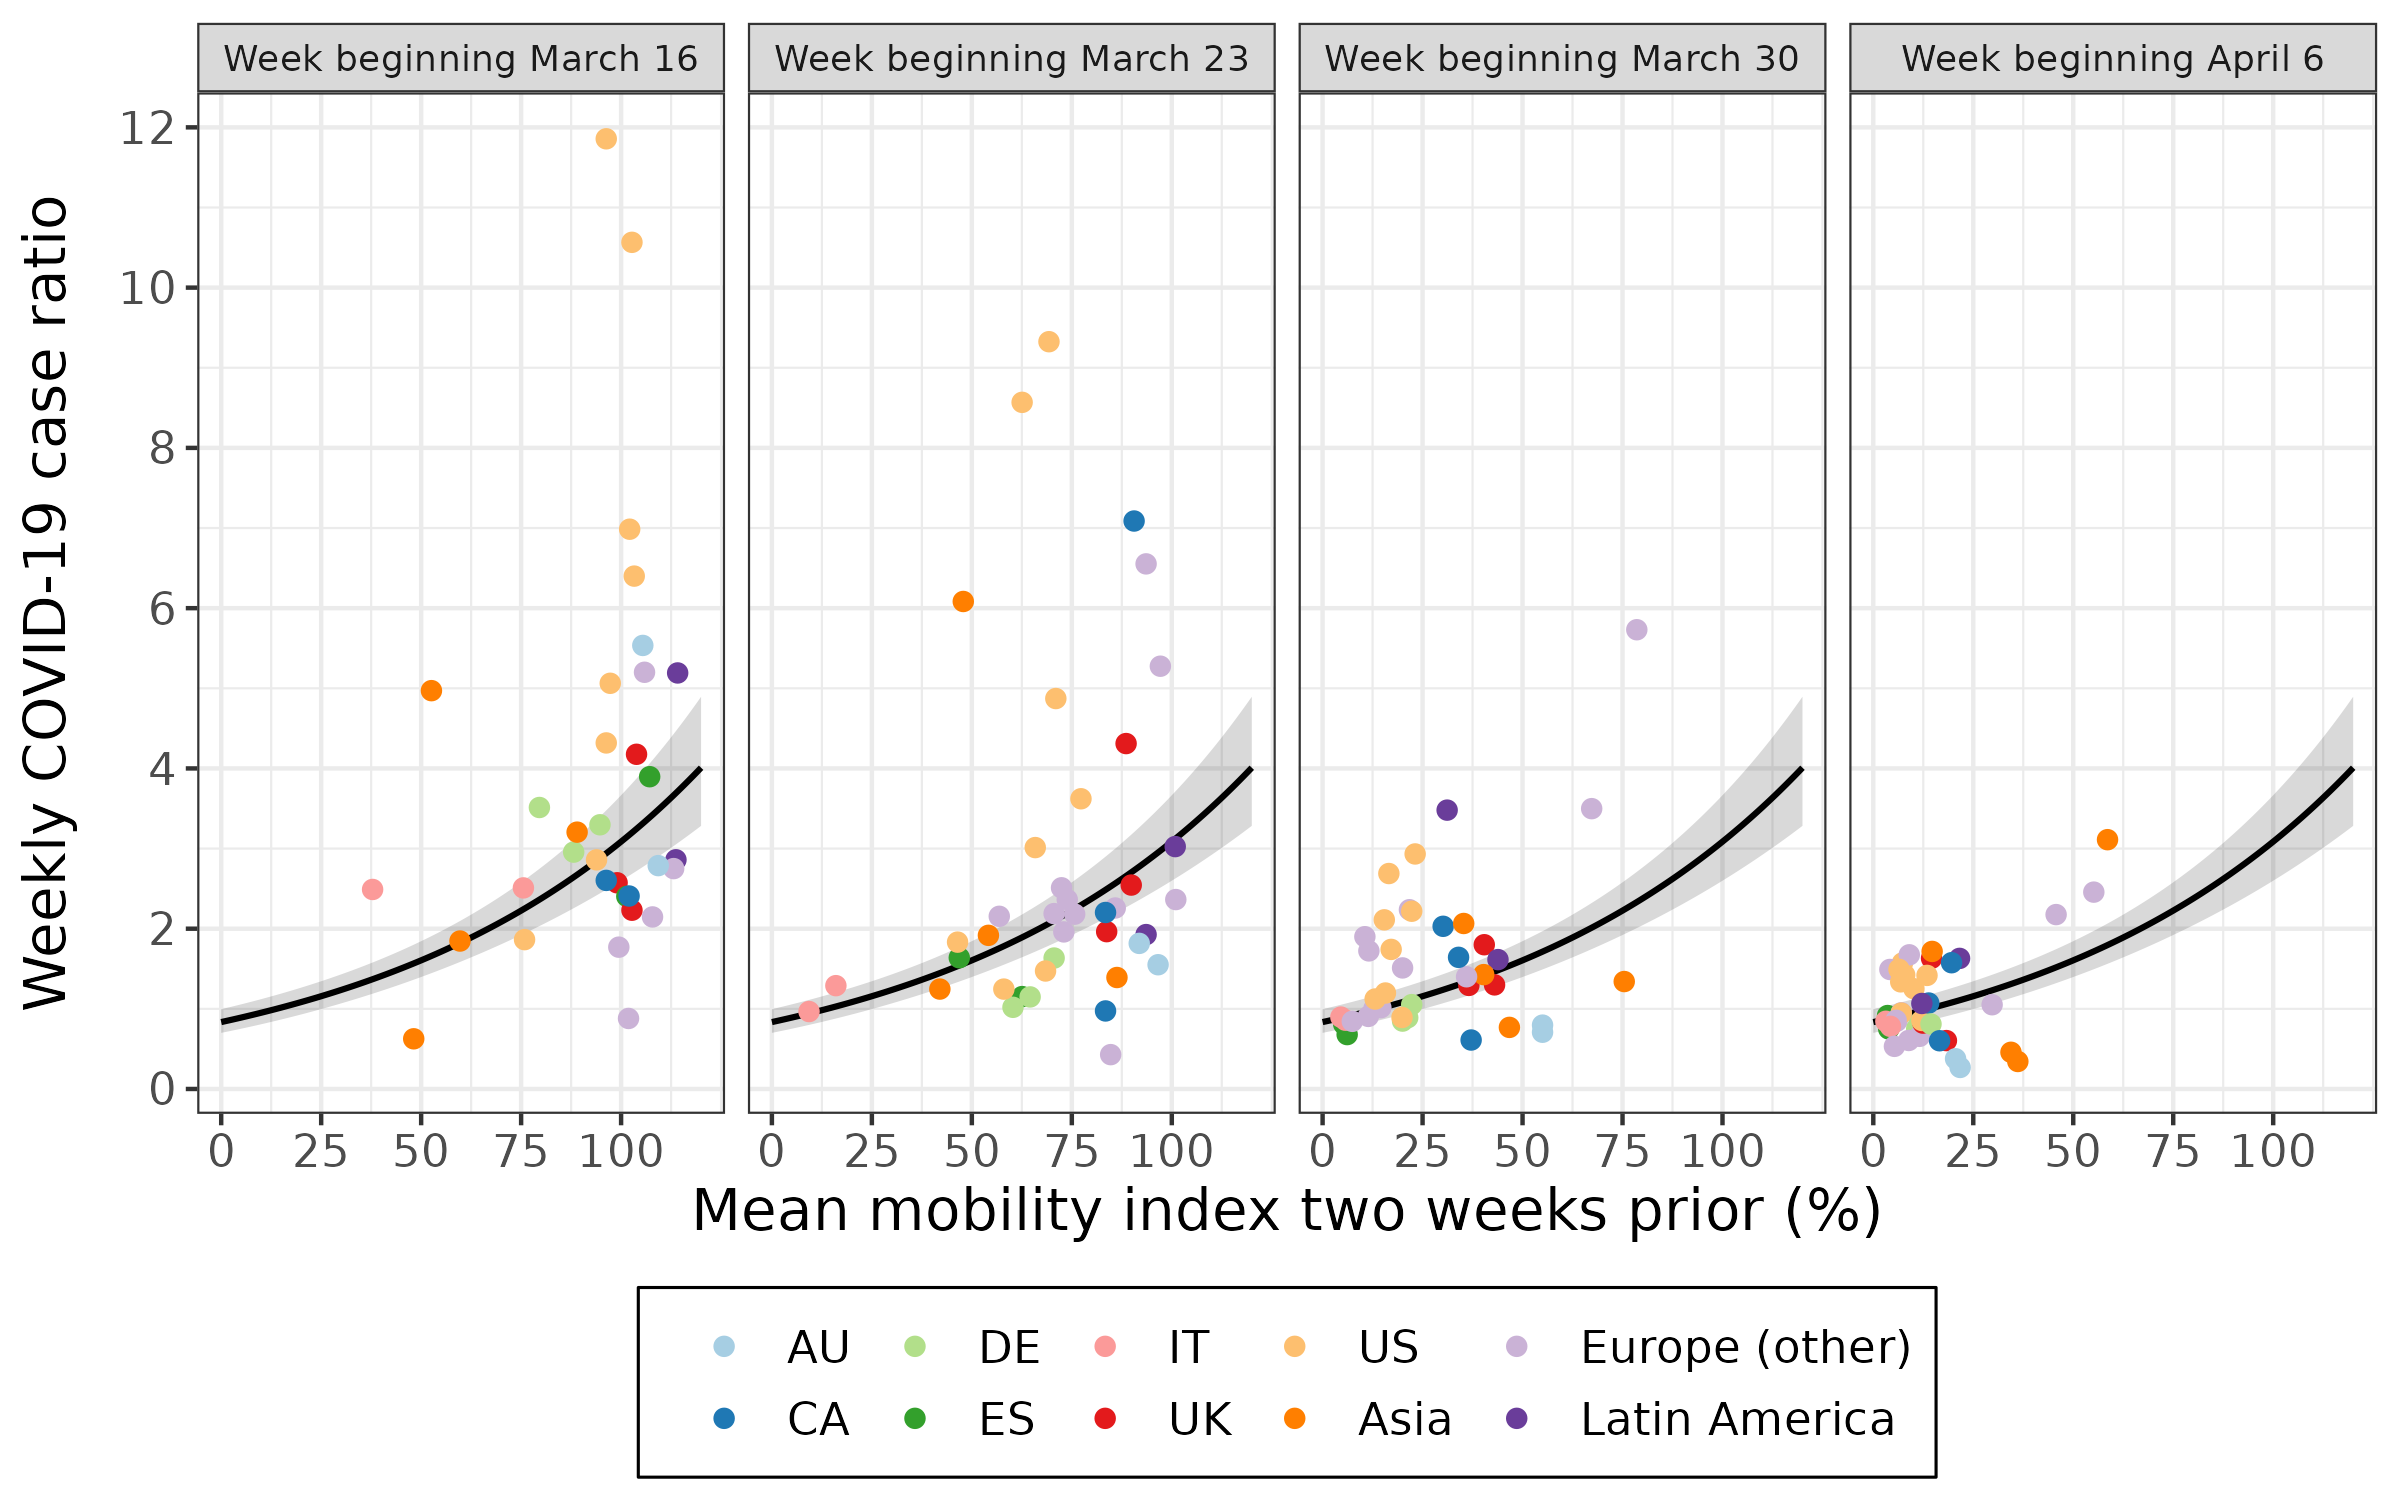 Week beginning March 16
Week beginning March 23
Week beginning March 30
Week beginning April 6
Weekly COVID-19 case ratio
12
10
8
6
4
2
0
0 25 50 75 100
0 25 50 75 100
0 25 50 75 100
0 25 50 75 100
Mean mobility index two weeks prior (%)
AU DE IT US Europe (other)
CA ES UK Asia Latin America